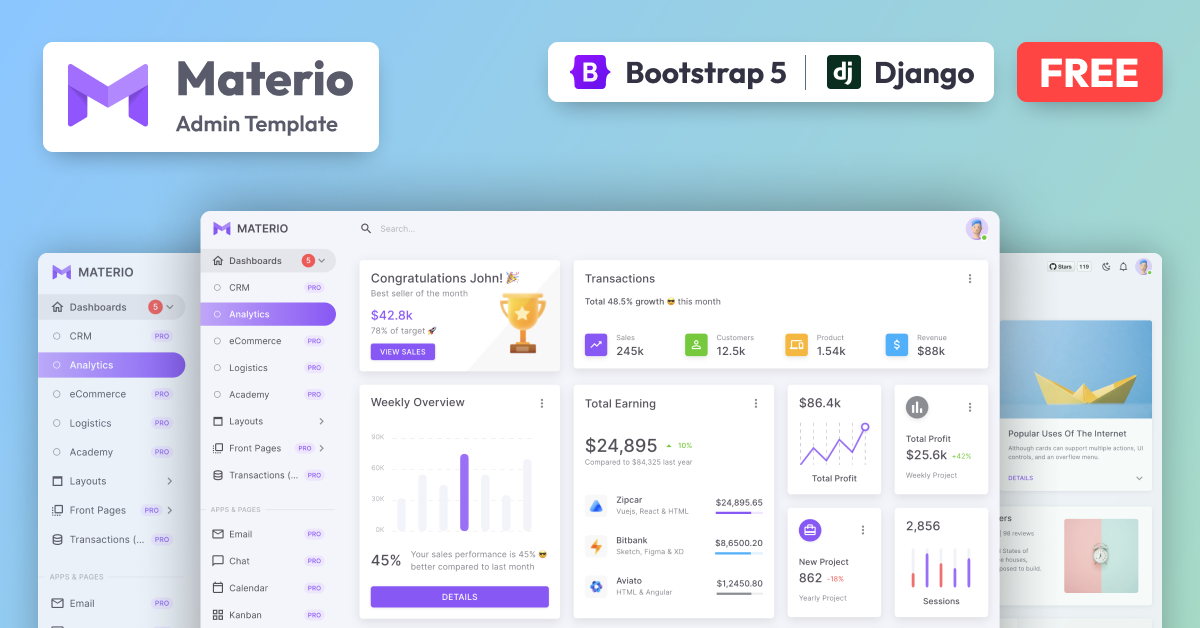 Materio
Admin Template
B Bootstrap 5
dj Django
FREE
MATERIO
Dashboards 5
CRM PRO
Analytics
eCommerce PRO
Logistics PRO
Academy PRO
Layouts
Front Pages PRO
Transactions (... PRO
APPS & PAGES
Email PRO
MATERIO
Dashboards 5
CRM PRO
Analytics
eCommerce PRO
Logistics PRO
Academy PRO
Layouts
Front Pages PRO
Transactions (... PRO
APPS & PAGES
Email PRO
Chat PRO
Calendar PRO
Kanban PRO
Search...
Congratulations John! 🎉
Best seller of the month
$42.8k
78% of target 🚀
VIEW SALES
Transactions
Total 48.5% growth 😎 this month
Sales
245k
Customers
12.5k
Product
1.54k
$
Revenue
$88k
Weekly Overview
90K
60K
30K
0K
45%
Your sales performance is 45% 😎
better compared to last month
DETAILS
Total Earning
$24,895 10%
Compared to $84,325 last year
Zipcar
Vuejs, React & HTML
$24,895.65
Bitbank
Sketch, Figma & XD
$8,6500.20
Aviato
HTML & Angular
$1,2450.80
$86.4k
Total Profit
Total Profit
$25.6k +42%
Weekly Project
New Project
862 -18%
Yearly Project
2,856
Sessions
Stars 119
Popular Uses Of The Internet
Although cards can support multiple actions, UI
controls, and an overflow menu.
DETAILS
ers
| 98 reviews
States of
e houses,
posed to build.